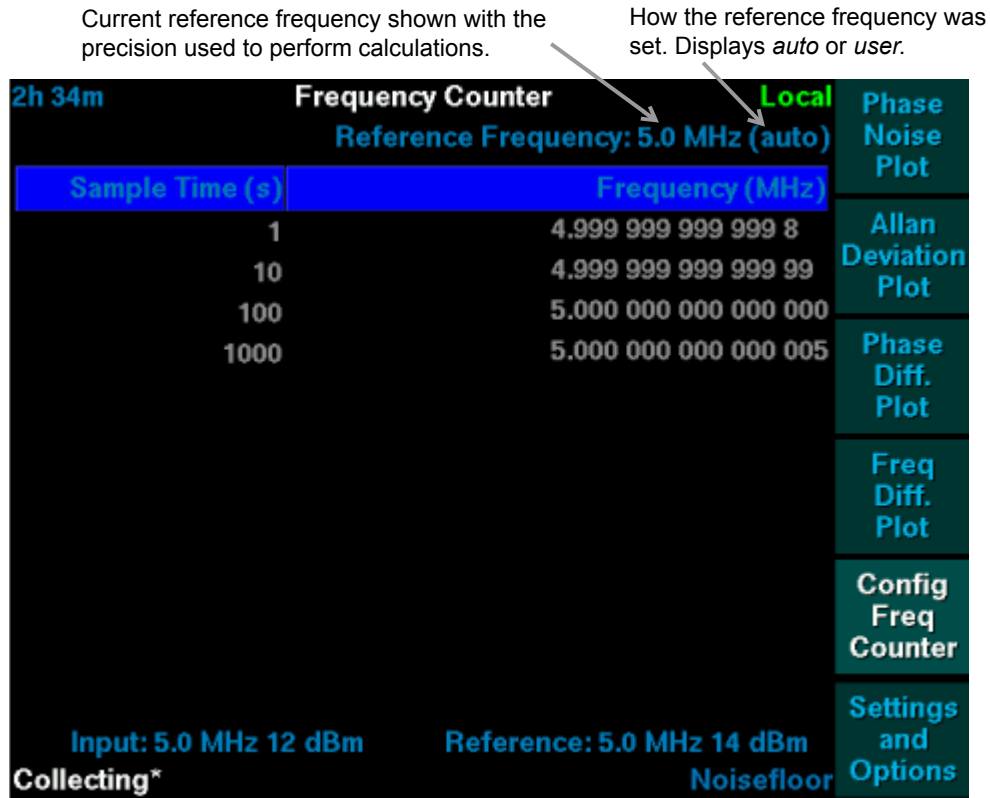 Current reference frequency shown with the
precision used to perform calculations.
How the reference frequency was
set. Displays auto or user.
2h 34m Frequency Counter Local
Reference Frequency: 5.0 MHz (auto)
Sample Time (s) Frequency (MHz)
1 4.999 999 999 999 8
10 4.999 999 999 999 99
100 5.000 000 000 000 000
1000 5.000 000 000 000 005
Input: 5.0 MHz 12 dBm Reference: 5.0 MHz 14 dBm
Collecting* Noisefloor
Phase
Noise
Plot
Allan
Deviation
Plot
Phase
Diff.
Plot
Freq
Diff.
Plot
Config
Freq
Counter
Settings
and
Options